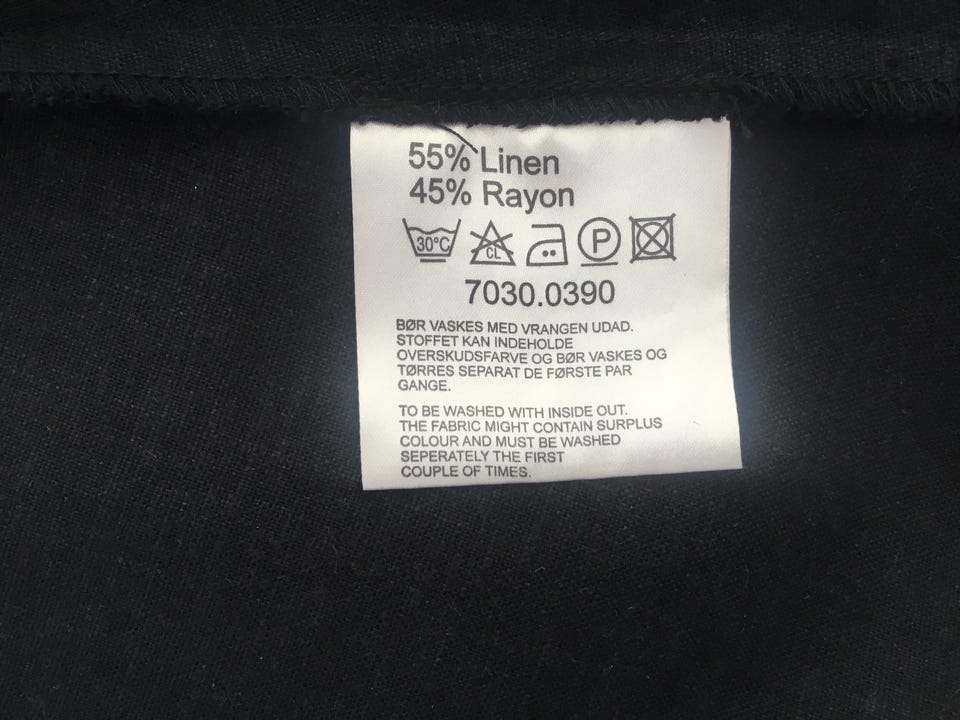 55% Linen
45% Rayon
30°C CL P
7030.0390
BØR VASKES MED VRANGEN UDAD.
STOFFET KAN INDEHOLDE
OVERSKUDSFARVE OG BØR VASKES OG
TØRRES SEPARAT DE FØRSTE PAR
GANGE.
TO BE WASHED WITH INSIDE OUT.
THE FABRIC MIGHT CONTAIN SURPLUS
COLOUR AND MUST BE WASHED
SEPERATELY THE FIRST
COUPLE OF TIMES.